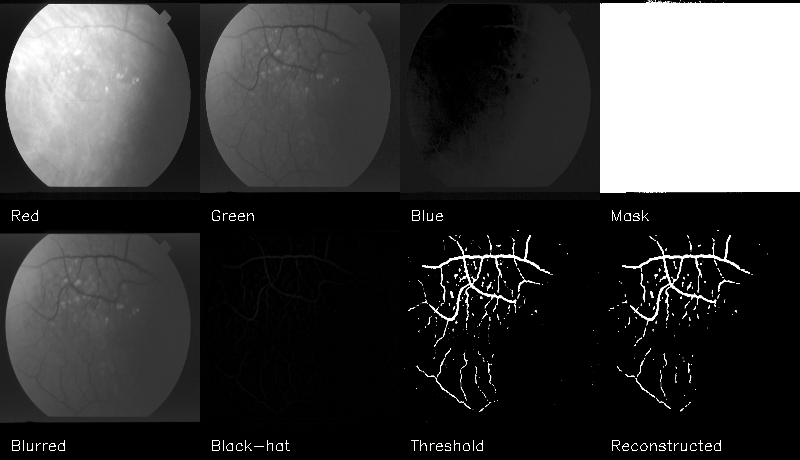 Red
Green
Blue
Mask
Blurred
Black-hat
Threshold
Reconstructed